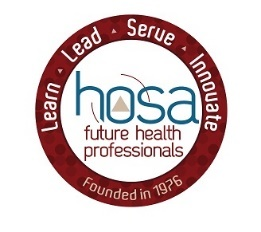 Learn ▲ Lead ▲ Serve ▲ Innovate
hosa
future health
professionals
Founded in 1976